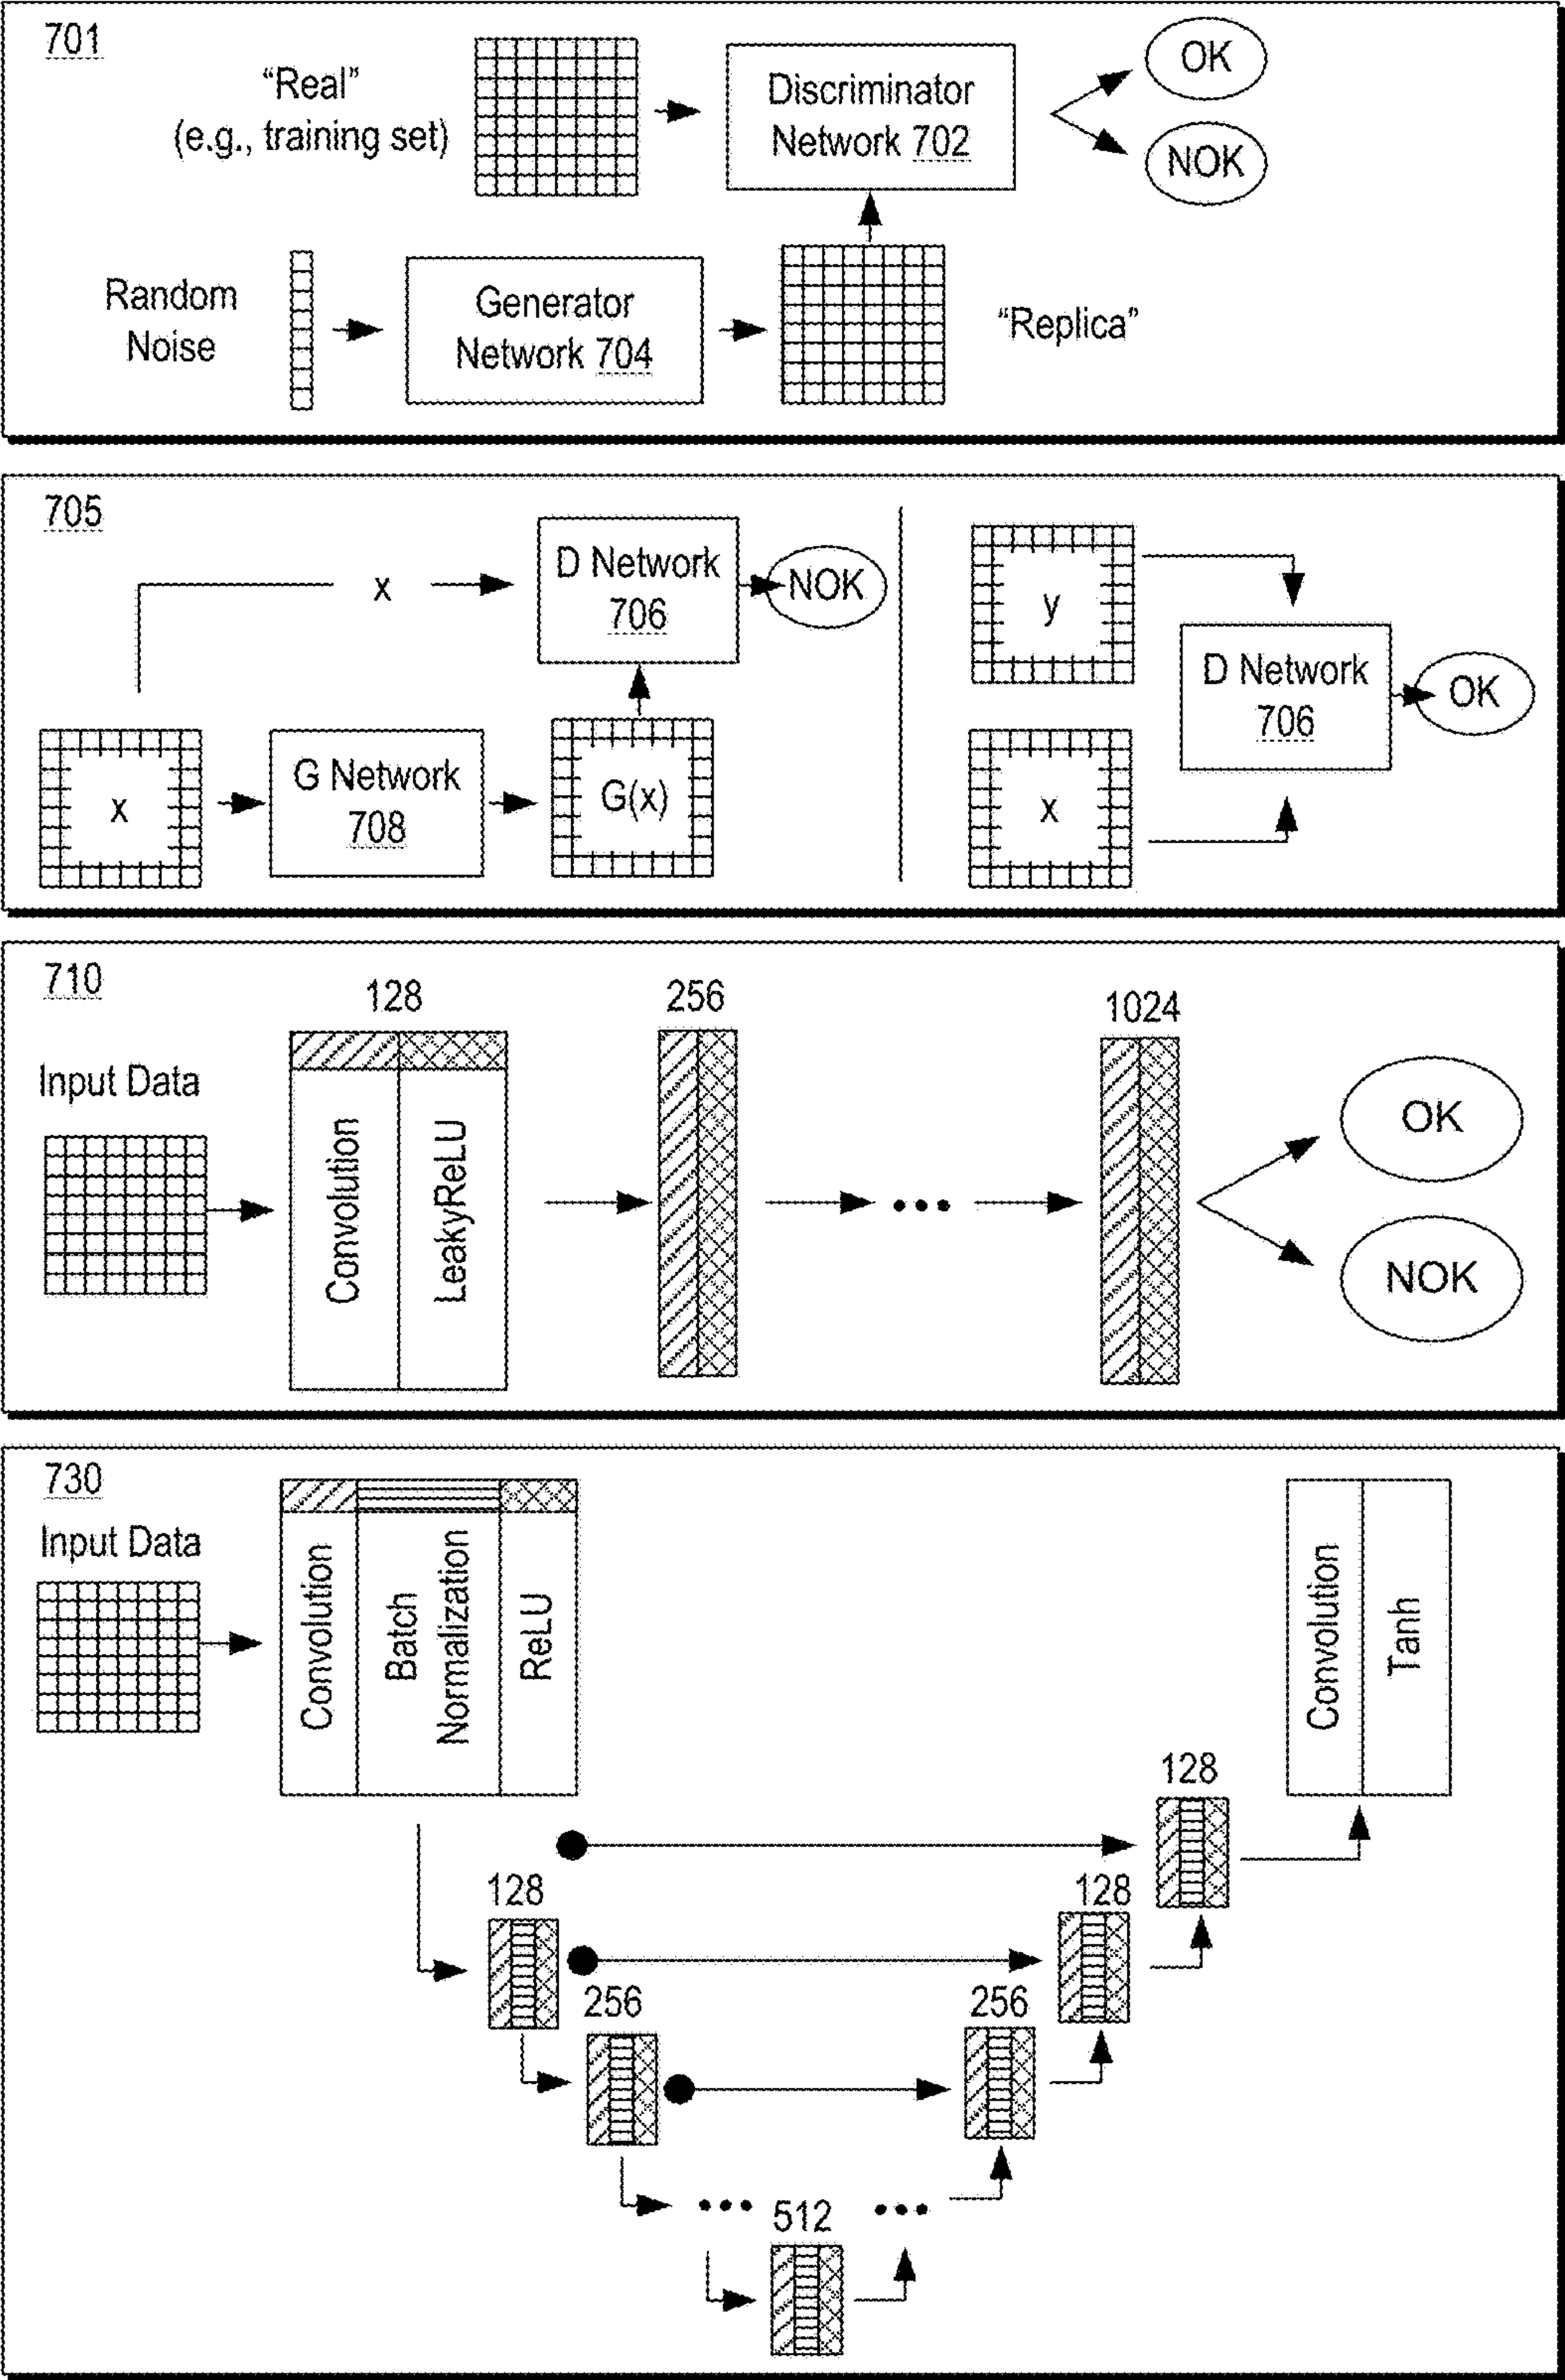 701
“Real”
(e.g., training set)
Discriminator
Network 702
OK
NOK
Random
Noise
Generator
Network 704
“Replica”
705
x
D Network
706
NOK
x
G Network
708
G(x)
y
x
D Network
706
OK
710
Input Data
128
Convolution
LeakyReLU
256
•••
1024
OK
NOK
730
Input Data
Convolution
Batch
Normalization
ReLU
Convolution
Tanh
128
128
128
256
256
•••
512
•••